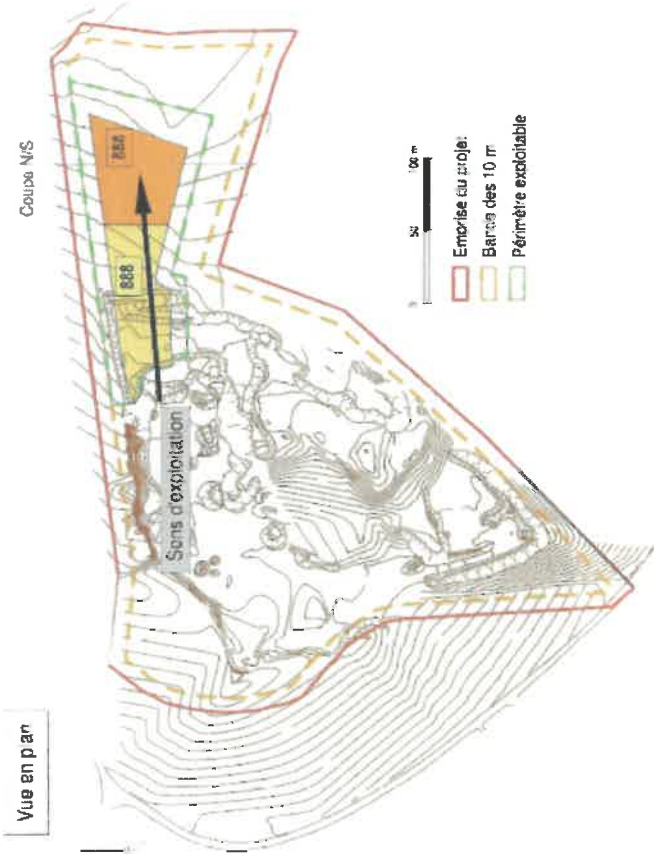 Vue en plan
Coupe N/S
888
888
Sens d'exploitation
0 50 100 m
Emprise du projet
Bande des 10 m
Périmètre exploitable